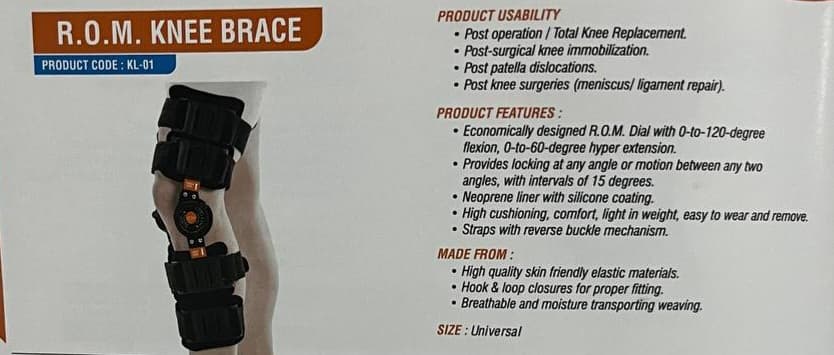 R.O.M. KNEE BRACE
PRODUCT CODE : KL-01
PRODUCT USABILITY
• Post operation / Total Knee Replacement.
• Post-surgical knee immobilization.
• Post patella dislocations.
• Post knee surgeries (meniscus/ ligament repair).
PRODUCT FEATURES :
• Economically designed R.O.M. Dial with 0-to-120-degree
flexion, 0-to-60-degree hyper extension.
• Provides locking at any angle or motion between any two
angles, with intervals of 15 degrees.
• Neoprene liner with silicone coating.
• High cushioning, comfort, light in weight, easy to wear and remove.
• Straps with reverse buckle mechanism.
MADE FROM :
• High quality skin friendly elastic materials.
• Hook & loop closures for proper fitting.
• Breathable and moisture transporting weaving.
SIZE : Universal